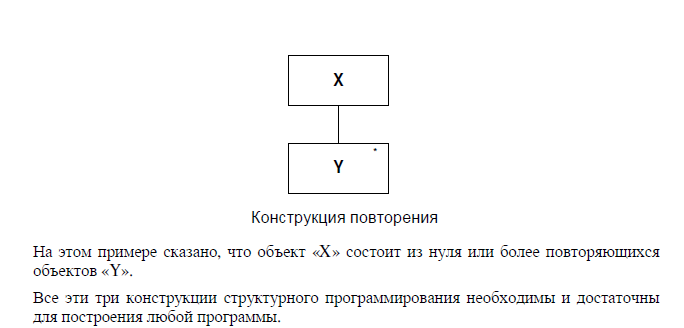 X
*
Y
Конструкция повторения
На этом примере сказано, что объект «X» состоит из нуля или более повторяющихся
объектов «Y».
Все эти три конструкции структурного программирования необходимы и достаточны
для построения любой программы.